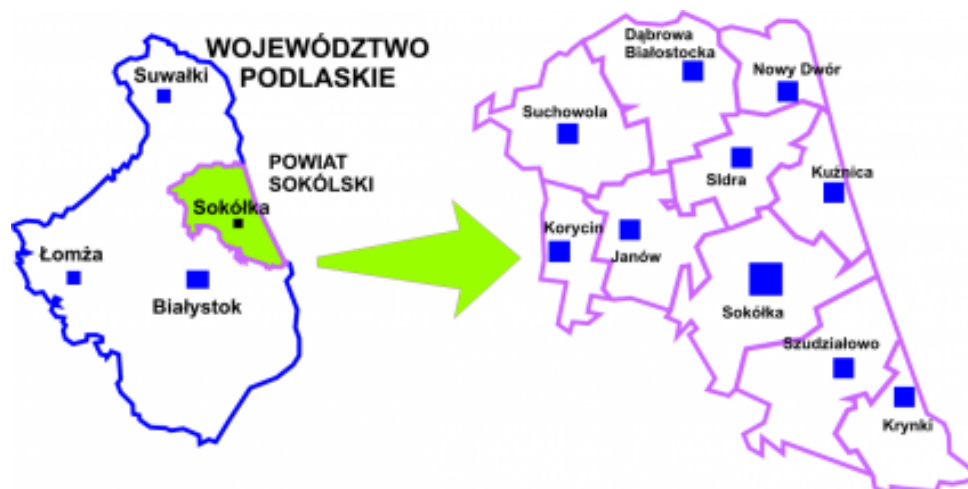 WOJEWÓDZTWO
PODLASKIE
Suwałki
POWIAT
SOKÓLSKI
Sokółka
Łomża
Białystok
Dąbrowa
Białostocka
Nowy Dwór
Suchowola
Sidra
Kuźnica
Korycin
Janów
Sokółka
Szudziałowo
Krynki